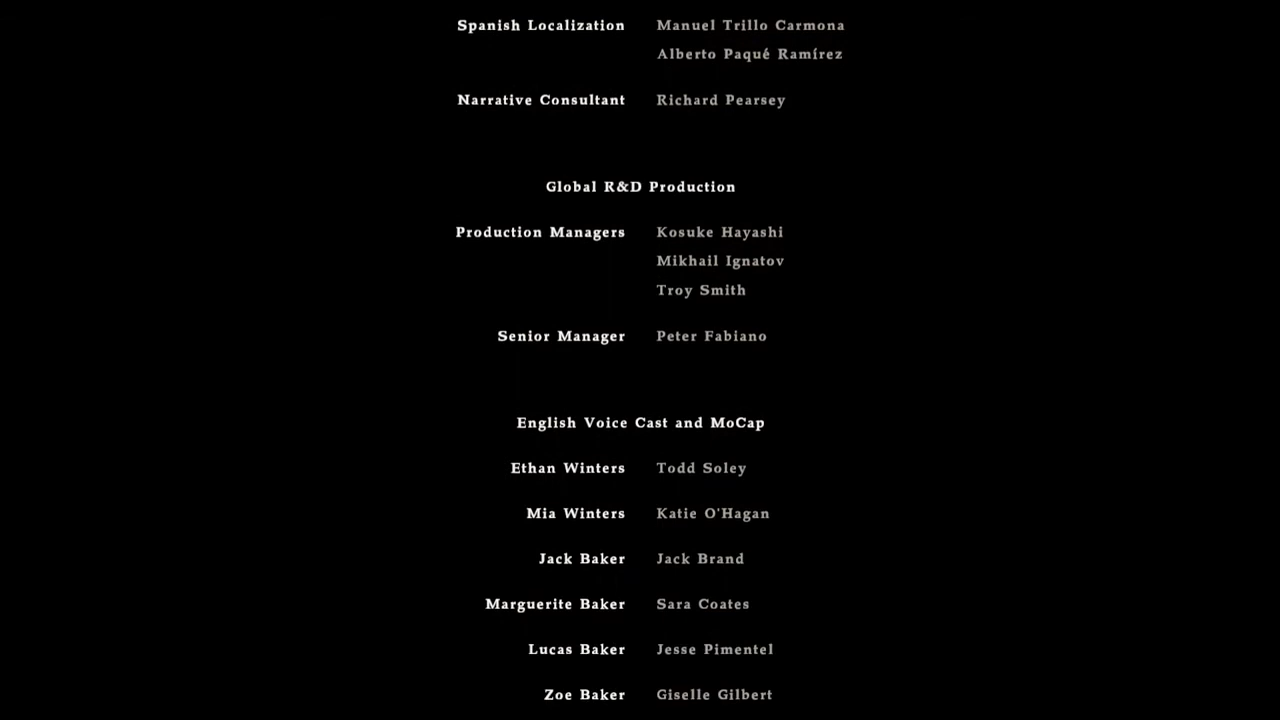 Spanish Localization Manuel Trillo Carmona
Alberto Paqué Ramírez
Narrative Consultant Richard Pearsey
Global R&D Production
Production Managers Kosuke Hayashi
Mikhail Ignatov
Troy Smith
Senior Manager Peter Fabiano
English Voice Cast and MoCap
Ethan Winters Todd Soley
Mia Winters Katie O'Hagan
Jack Baker Jack Brand
Marguerite Baker Sara Coates
Lucas Baker Jesse Pimentel
Zoe Baker Giselle Gilbert